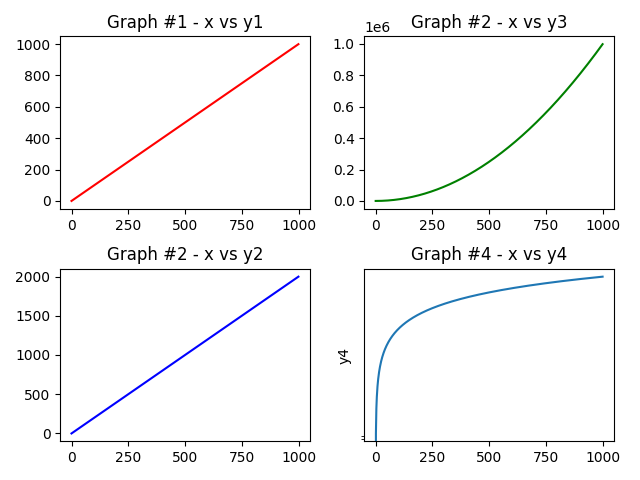 Graph #1 - x vs y1
1000
800
600
400
200
0
0 250 500 750 1000
Graph #2 - x vs y3
1e6
1.0
0.8
0.6
0.4
0.2
0.0
0 250 500 750 1000
Graph #2 - x vs y2
2000
1500
1000
500
0
0 250 500 750 1000
Graph #4 - x vs y4
y4
0 250 500 750 1000